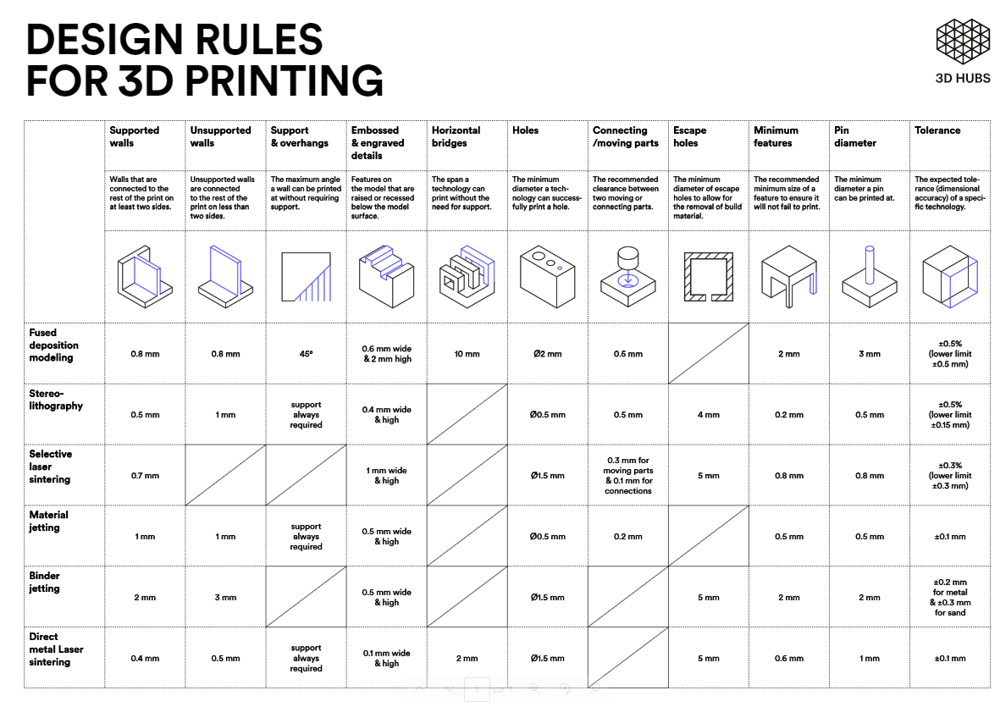 DESIGN RULES
FOR 3D PRINTING
3D HUBS
Supported
walls
Unsupported
walls
Support
& overhangs
Embossed
& engraved
details
Horizontal
bridges
Holes
Connecting
/moving parts
Escape
holes
Minimum
features
Pin
diameter
Tolerance
Walls that are
connected to the
rest of the print on
at least two sides.
Unsupported walls
are connected
to the rest of the
print on less than
two sides.
The maximum angle
a wall can be printed
at without requiring
support.
Features on
the model that are
raised or recessed
below the model
surface.
The span a
technology can
print without the
need for support.
The minimum
diameter a tech-
nology can success-
fully print a hole.
The recommended
clearance between
two moving or
connecting parts.
The minimum
diameter of escape
holes to allow for
the removal of build
material.
The recommended
minimum size of a
feature to ensure it
will not fail to print.
The minimum
diameter a pin
can be printed at.
The expected tole-
rance (dimensional
accuracy) of a speci-
fic technology.
Fused
deposition
modeling
0.8 mm
0.8 mm
45°
0.6 mm wide
& 2 mm high
10 mm
Ø2 mm
0.5 mm
2 mm
3 mm
±0.5%
(lower limit
±0.5 mm)
Stereo-
lithography
0.5 mm
1 mm
support
always
required
0.4 mm wide
& high
Ø0.5 mm
0.5 mm
4 mm
0.2 mm
0.5 mm
±0.5%
(lower limit
±0.15 mm)
Selective
laser
sintering
0.7 mm
1 mm wide
& high
Ø1.5 mm
0.3 mm for
moving parts
& 0.1 mm for
connections
5 mm
0.8 mm
0.8 mm
±0.3%
(lower limit
±0.3 mm)
Material
jetting
1 mm
1 mm
support
always
required
0.5 mm wide
& high
Ø0.5 mm
0.2 mm
0.5 mm
0.5 mm
±0.1 mm
Binder
jetting
2 mm
3 mm
0.5 mm wide
& high
Ø1.5 mm
5 mm
2 mm
2 mm
±0.2 mm
for metal
& ±0.3 mm
for sand
Direct
metal Laser
sintering
0.4 mm
0.5 mm
support
always
required
0.1 mm wide
& high
2 mm
Ø1.5 mm
5 mm
0.6 mm
1 mm
±0.1 mm
1 sur 1